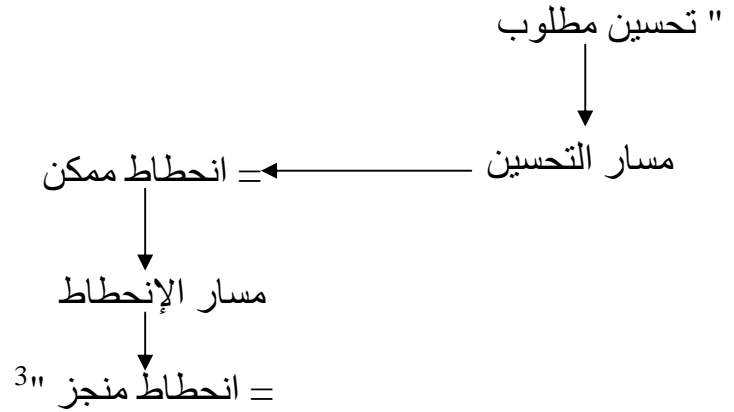 " تحسين مطلوب
مسار التحسين
= انحطاط ممكن
مسار الإنحطاط
= انحطاط منجز "3